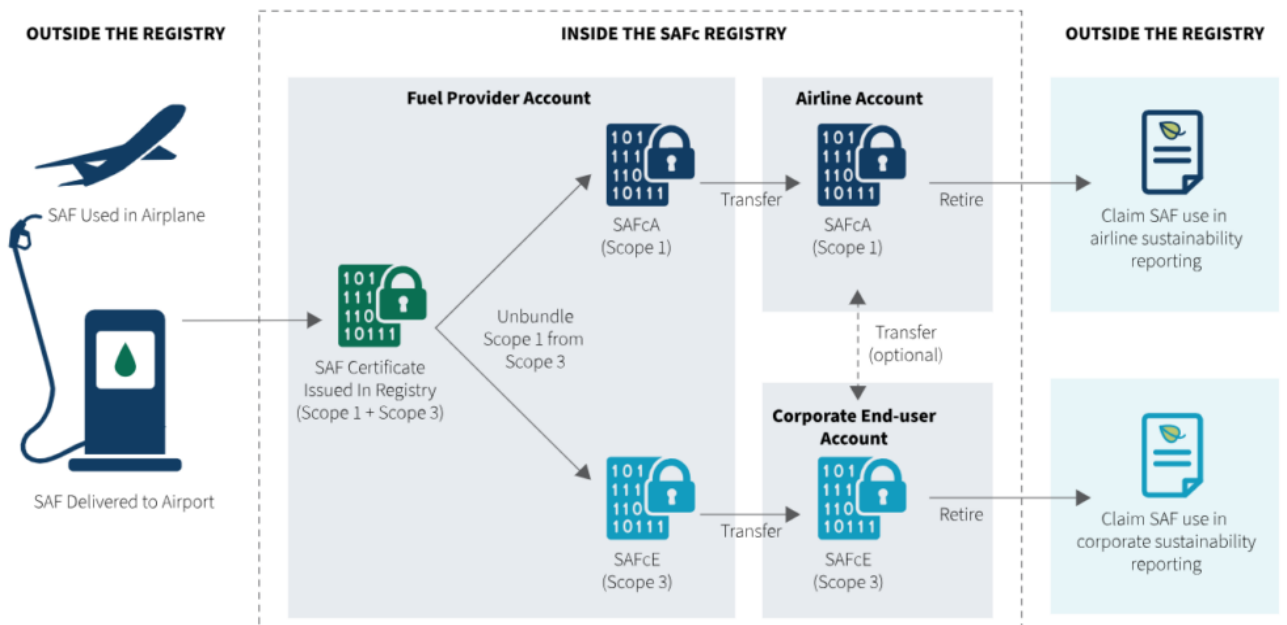 OUTSIDE THE REGISTRY
INSIDE THE SAFc REGISTRY
OUTSIDE THE REGISTRY
SAF Used in Airplane
SAF Delivered to Airport
Fuel Provider Account
101
111
110
10111
SAF Certificate
Issued In Registry
(Scope 1 + Scope 3)
Unbundle
Scope 1 from
Scope 3
101
111
110
10111
SAFcA
(Scope 1)
Transfer
101
111
110
10111
SAFcE
(Scope 3)
Transfer
Airline Account
101
111
110
10111
SAFcA
(Scope 1)
Retire
Transfer
(optional)
Corporate End-user
Account
101
111
110
10111
SAFcE
(Scope 3)
Retire
Claim SAF use in
airline sustainability
reporting
Claim SAF use in
corporate sustainability
reporting